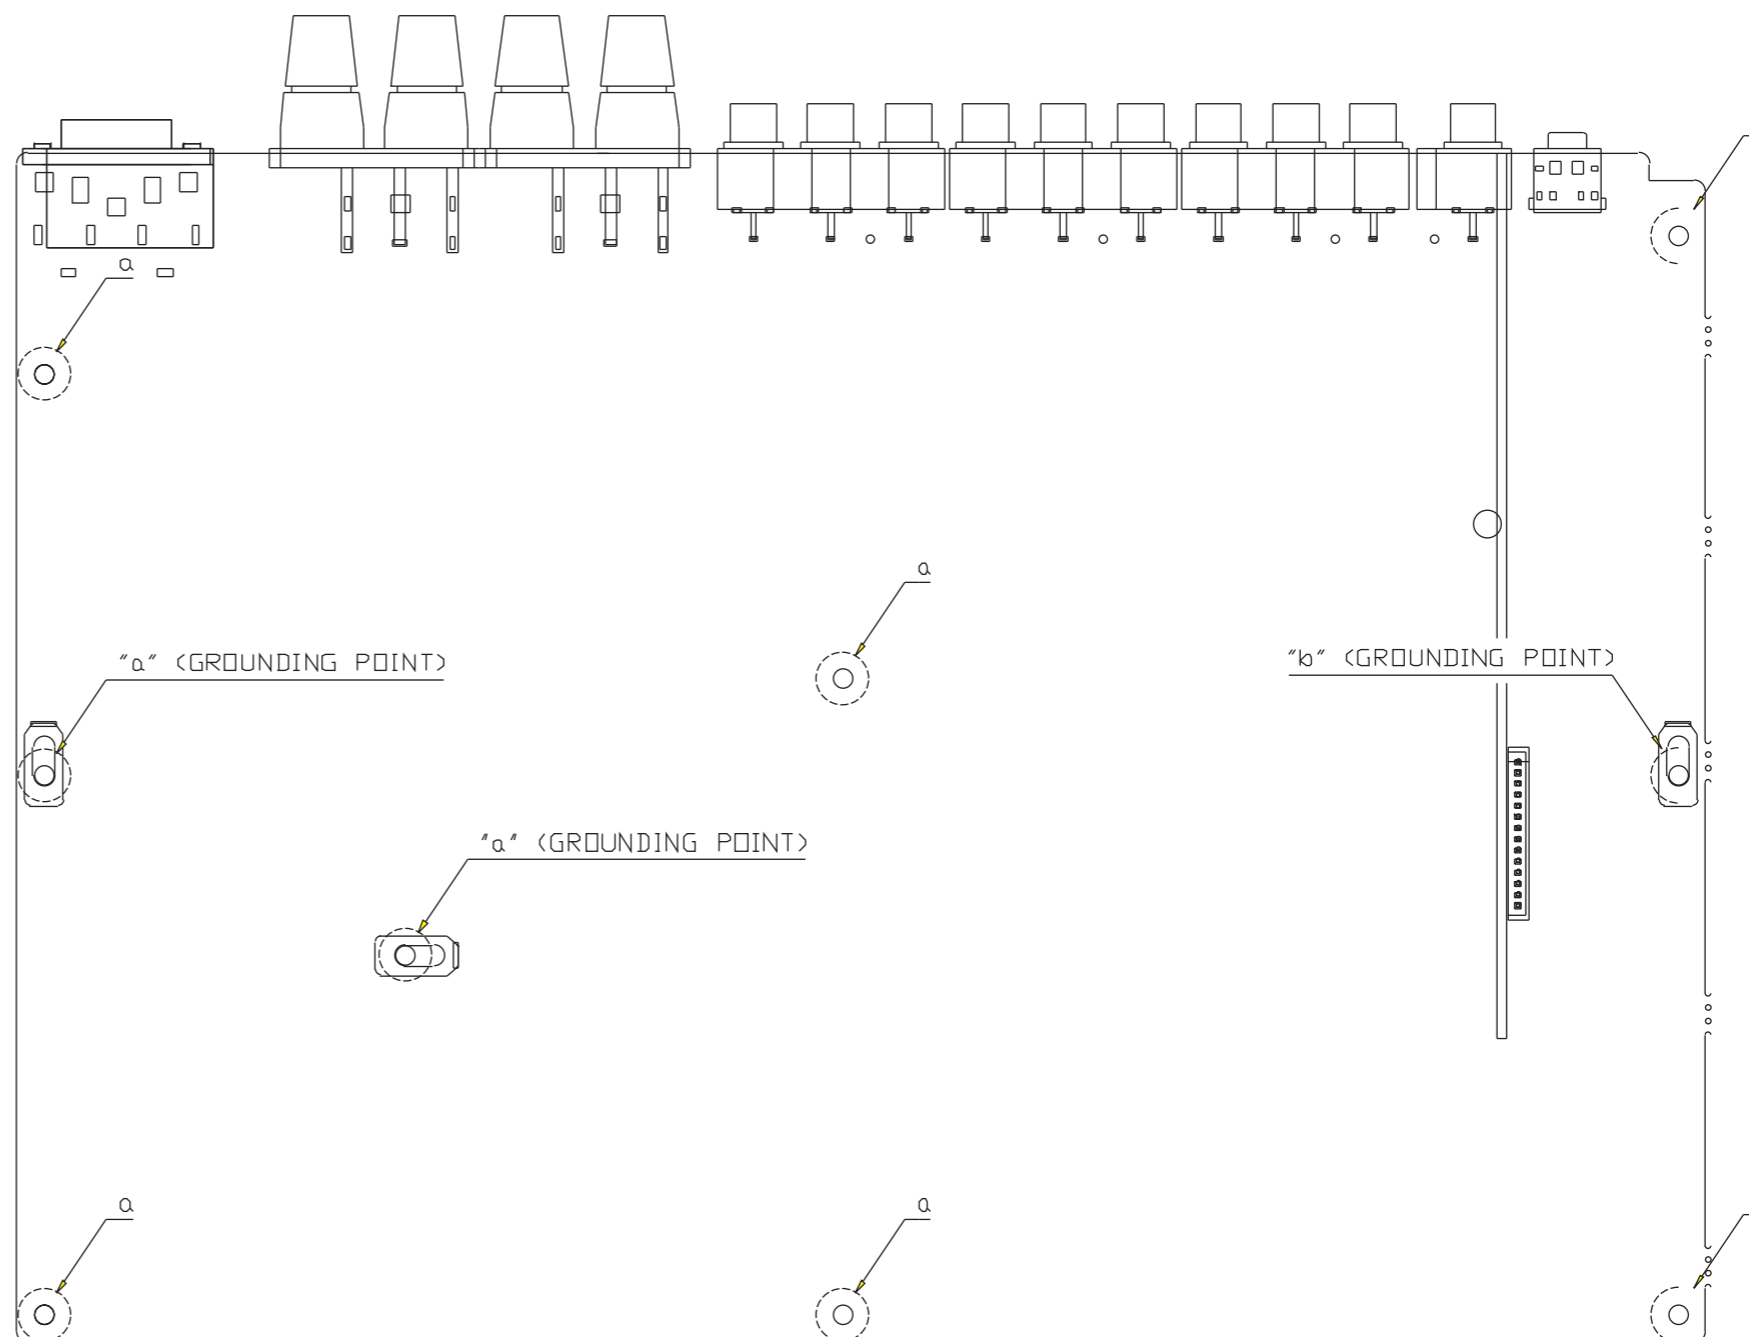 a
a
"a" (GROUNDING POINT)
"b" (GROUNDING POINT)
"a" (GROUNDING POINT)
a
a